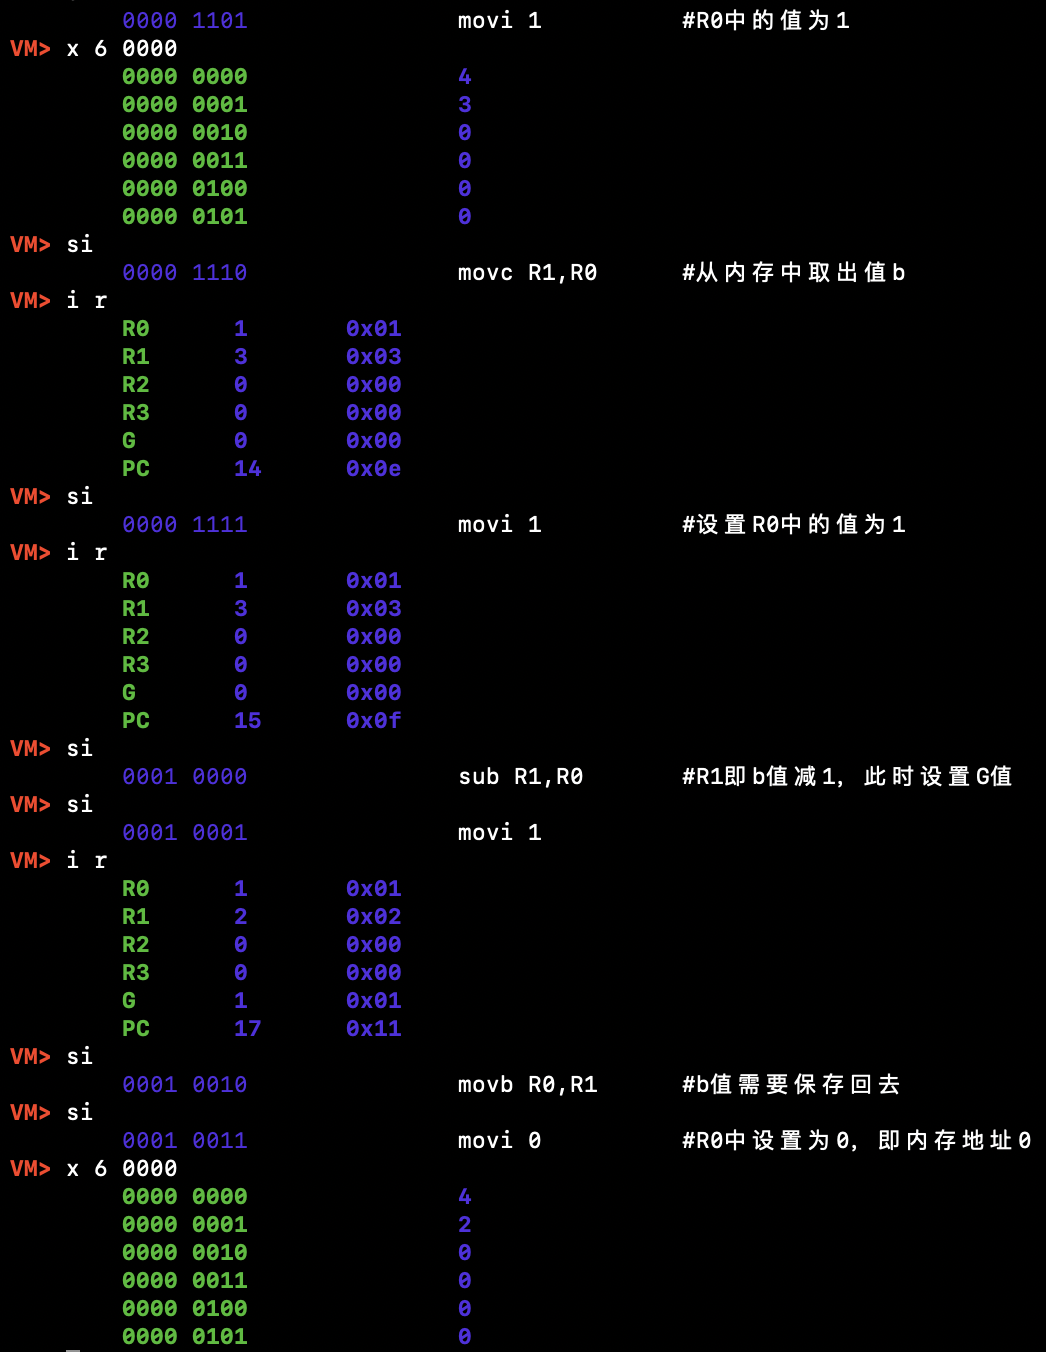 0000 1101 movi 1 #R0中的值为1
VM> x 6 0000
0000 0000 4
0000 0001 3
0000 0010 0
0000 0011 0
0000 0100 0
0000 0101 0
VM> si
0000 1110 movc R1,R0 #从内存中取出值b
VM> i r
R0 1 0x01
R1 3 0x03
R2 0 0x00
R3 0 0x00
G 0 0x00
PC 14 0x0e
VM> si
0000 1111 movi 1 #设置R0中的值为1
VM> i r
R0 1 0x01
R1 3 0x03
R2 0 0x00
R3 0 0x00
G 0 0x00
PC 15 0x0f
VM> si
0001 0000 sub R1,R0 #R1即b值减1，此时设置G值
VM> si
0001 0001 movi 1
VM> i r
R0 1 0x01
R1 2 0x02
R2 0 0x00
R3 0 0x00
G 1 0x01
PC 17 0x11
VM> si
0001 0010 movb R0,R1 #b值需要保存回去
VM> si
0001 0011 movi 0 #R0中设置为0，即内存地址0
VM> x 6 0000
0000 0000 4
0000 0001 2
0000 0010 0
0000 0011 0
0000 0100 0
0000 0101 0